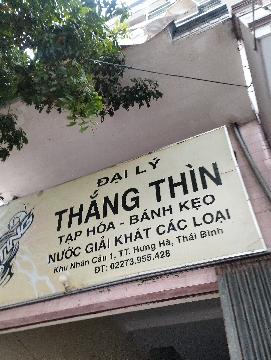 ĐẠI LÝ
THẮNG THÌN
TẠP HÓA - BÁNH KẸO
NƯỚC GIẢI KHÁT CÁC LOẠI
Khu Nhân Cầu 1, TT. Hưng Hà, Thái Bình
ĐT: 02273.955.428